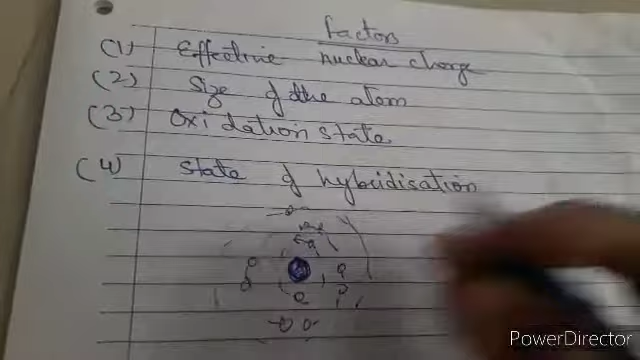 Factors
(1) Effective nuclear charge
(2) Size of the atom
(3) Oxidation state
(4) State of hybridisation
PowerDirector